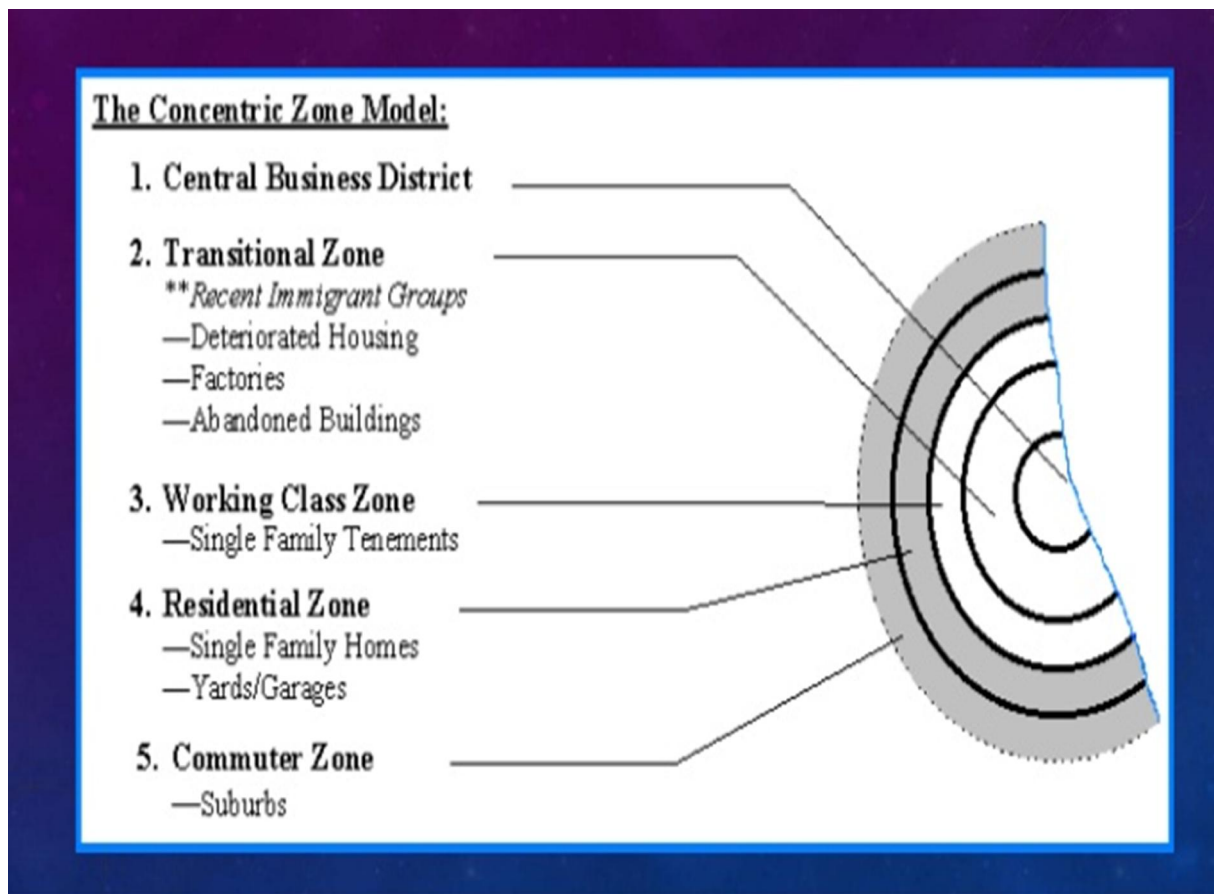 The Concentric Zone Model:
1. Central Business District
2. Transitional Zone
**Recent Immigrant Groups
—Deteriorated Housing
—Factories
—Abandoned Buildings
3. Working Class Zone
—Single Family Tenements
4. Residential Zone
—Single Family Homes
—Yards/Garages
5. Commuter Zone
—Suburbs